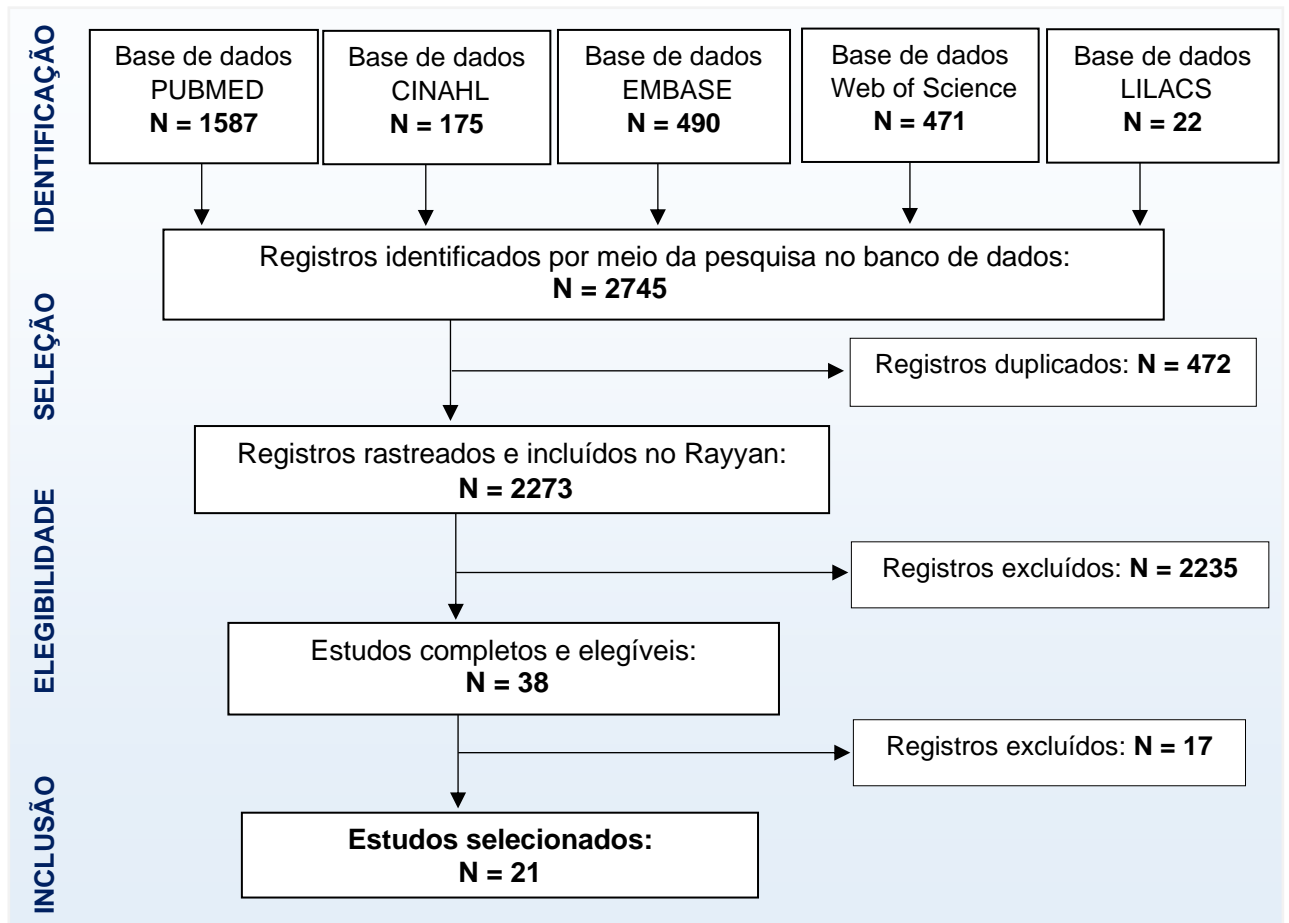 IDENTIFICAÇÃO
Base de dados
PUBMED
N = 1587
Base de dados
CINAHL
N = 175
Base de dados
EMBASE
N = 490
Base de dados
Web of Science
N = 471
Base de dados
LILACS
N = 22
Registros identificados por meio da pesquisa no banco de dados:
N = 2745
SELEÇÃO
Registros duplicados: N = 472
Registros rastreados e incluídos no Rayyan:
N = 2273
ELEGIBILIDADE
Registros excluídos: N = 2235
Estudos completos e elegíveis:
N = 38
Registros excluídos: N = 17
INCLUSÃO
Estudos selecionados:
N = 21